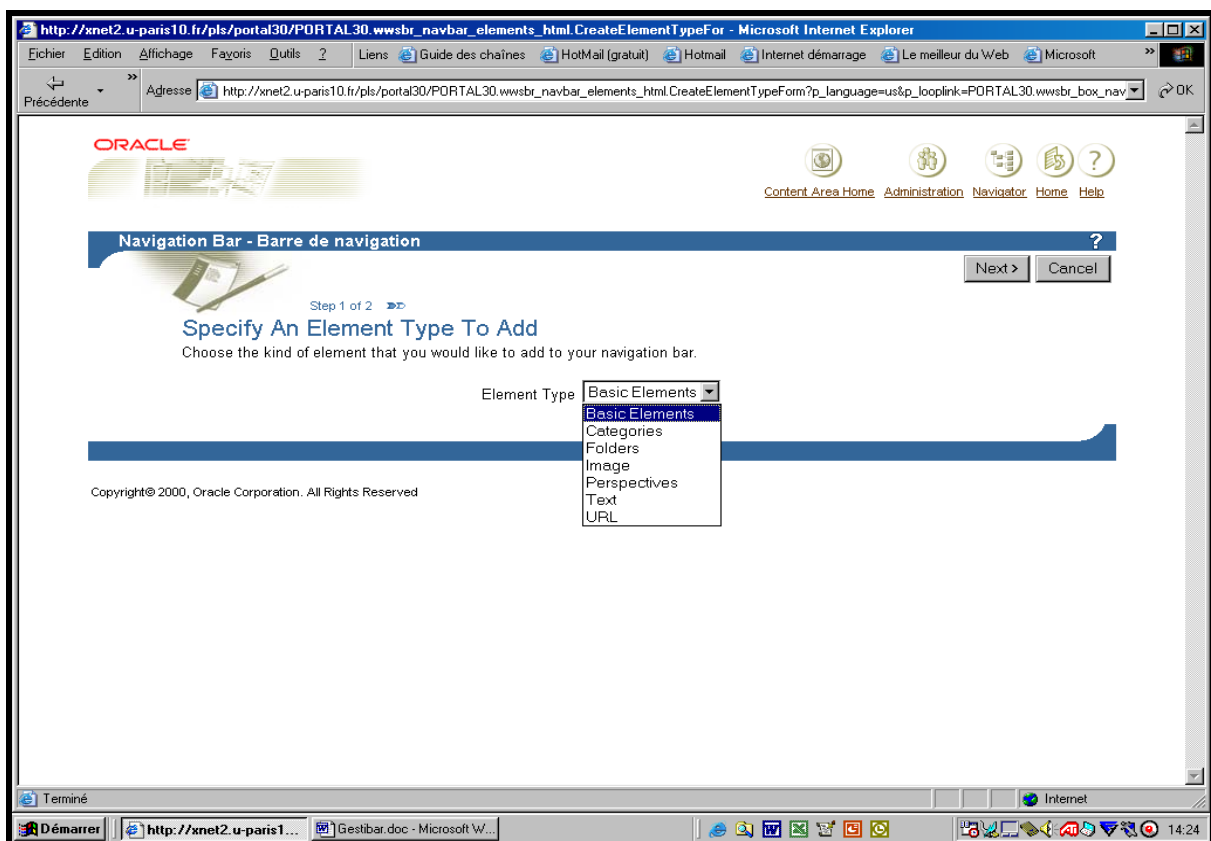 http://xnet2.u-paris10.fr/pls/portal30/PORTAL30.wwsbr_navbar_elements_html.CreateElementTypeFor - Microsoft Internet Explorer
Fichier Edition Affichage Favoris Outils ? Liens Guide des chaînes HotMail (gratuit) Hotmail Internet démarrage Le meilleur du Web Microsoft »
Précédente » Adresse http://xnet2.u-paris10.fr/pls/portal30/PORTAL30.wwsbr_navbar_elements_html.CreateElementTypeForm?p_language=us&p_looplink=PORTAL30.wwsbr_box_nav OK
ORACLE
Content Area Home Administration Navigator Home Help
Navigation Bar - Barre de navigation ?
Next > Cancel
Step 1 of 2
Specify An Element Type To Add
Choose the kind of element that you would like to add to your navigation bar.
Element Type Basic Elements
Basic Elements
Categories
Folders
Image
Perspectives
Text
URL
Copyright© 2000, Oracle Corporation. All Rights Reserved
Terminé Internet
Démarrer http://xnet2.u-paris1... Gestibar.doc - Microsoft W... 14:24